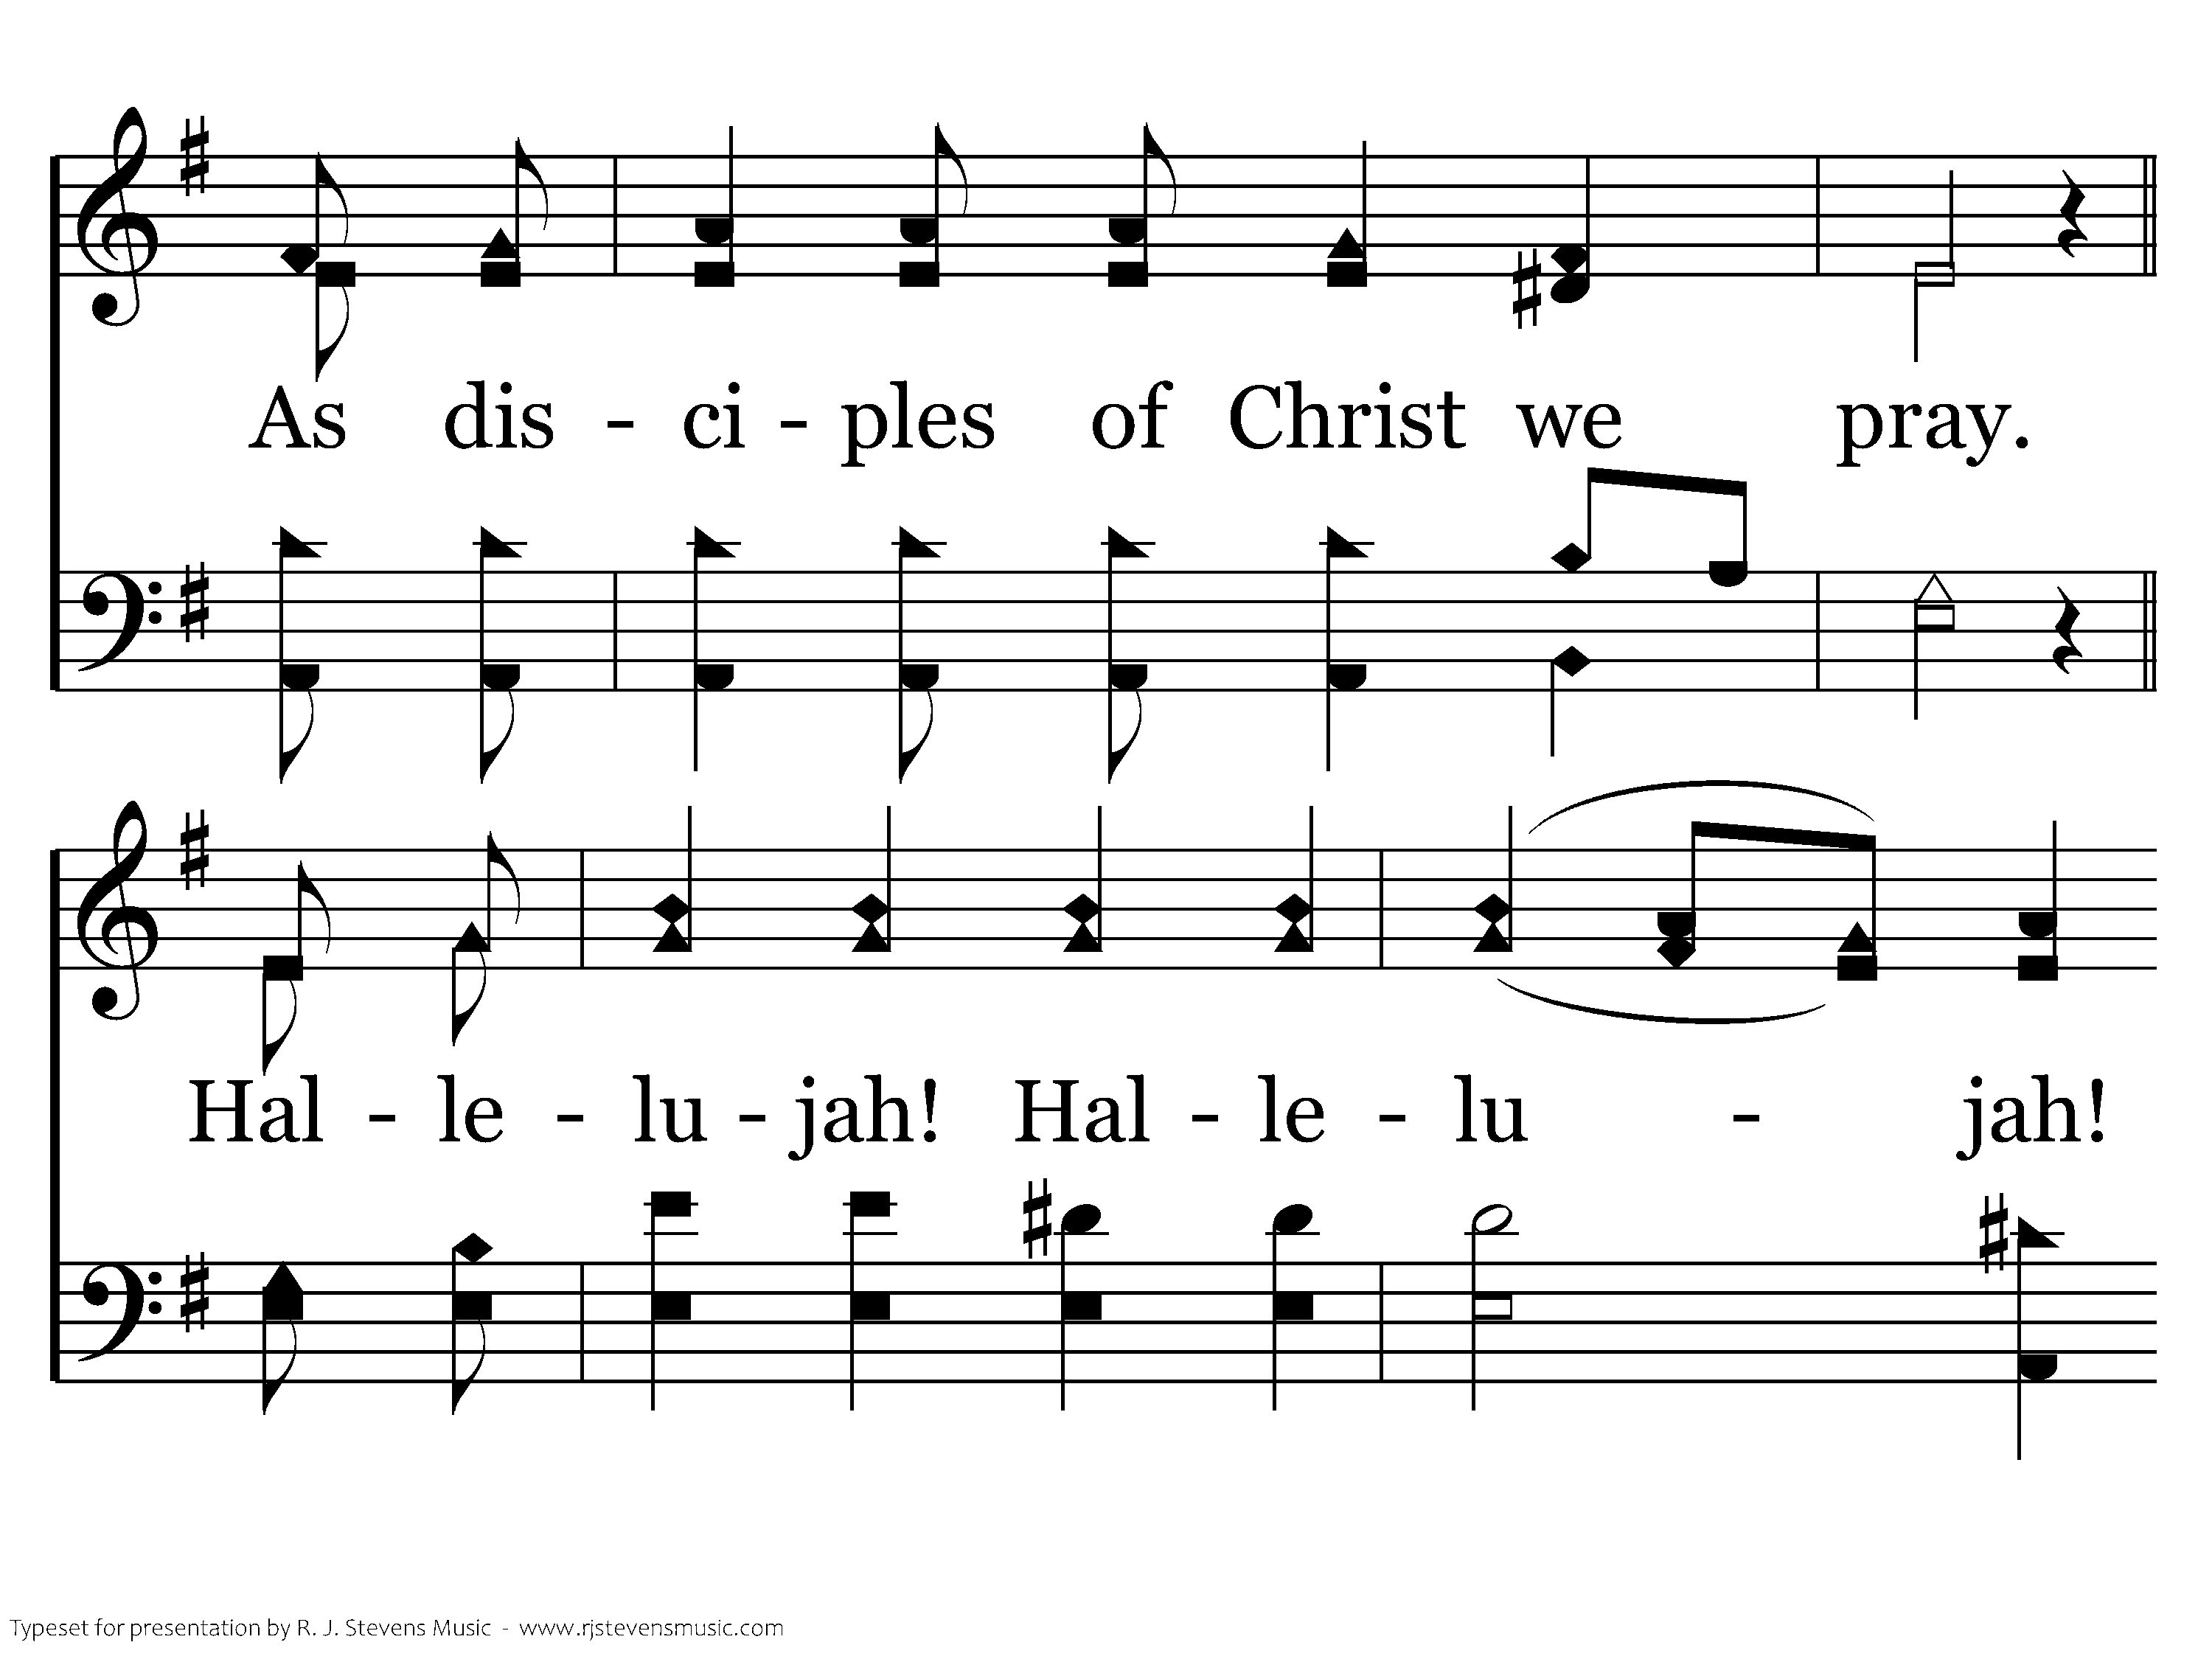 As dis - ci - ples of Christ we pray.
Hal - le - lu - jah! Hal - le - lu - jah!
Typeset for presentation by R. J. Stevens Music - www.rjstevensmusic.com